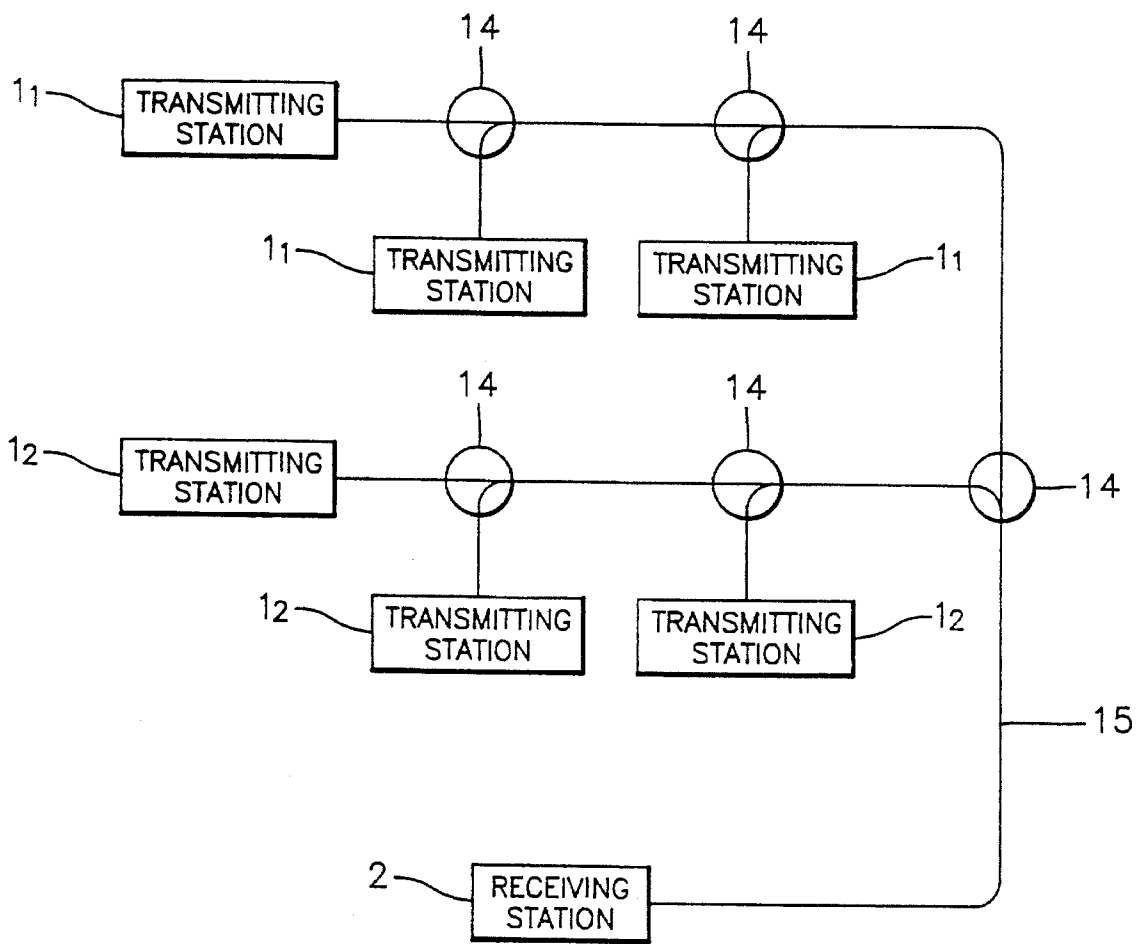 14
14
1₁
TRANSMITTING
STATION
1₁
TRANSMITTING
STATION
TRANSMITTING
STATION
1₁
14
14
1₂
TRANSMITTING
STATION
14
1₂
TRANSMITTING
STATION
TRANSMITTING
STATION
1₂
15
2
RECEIVING
STATION